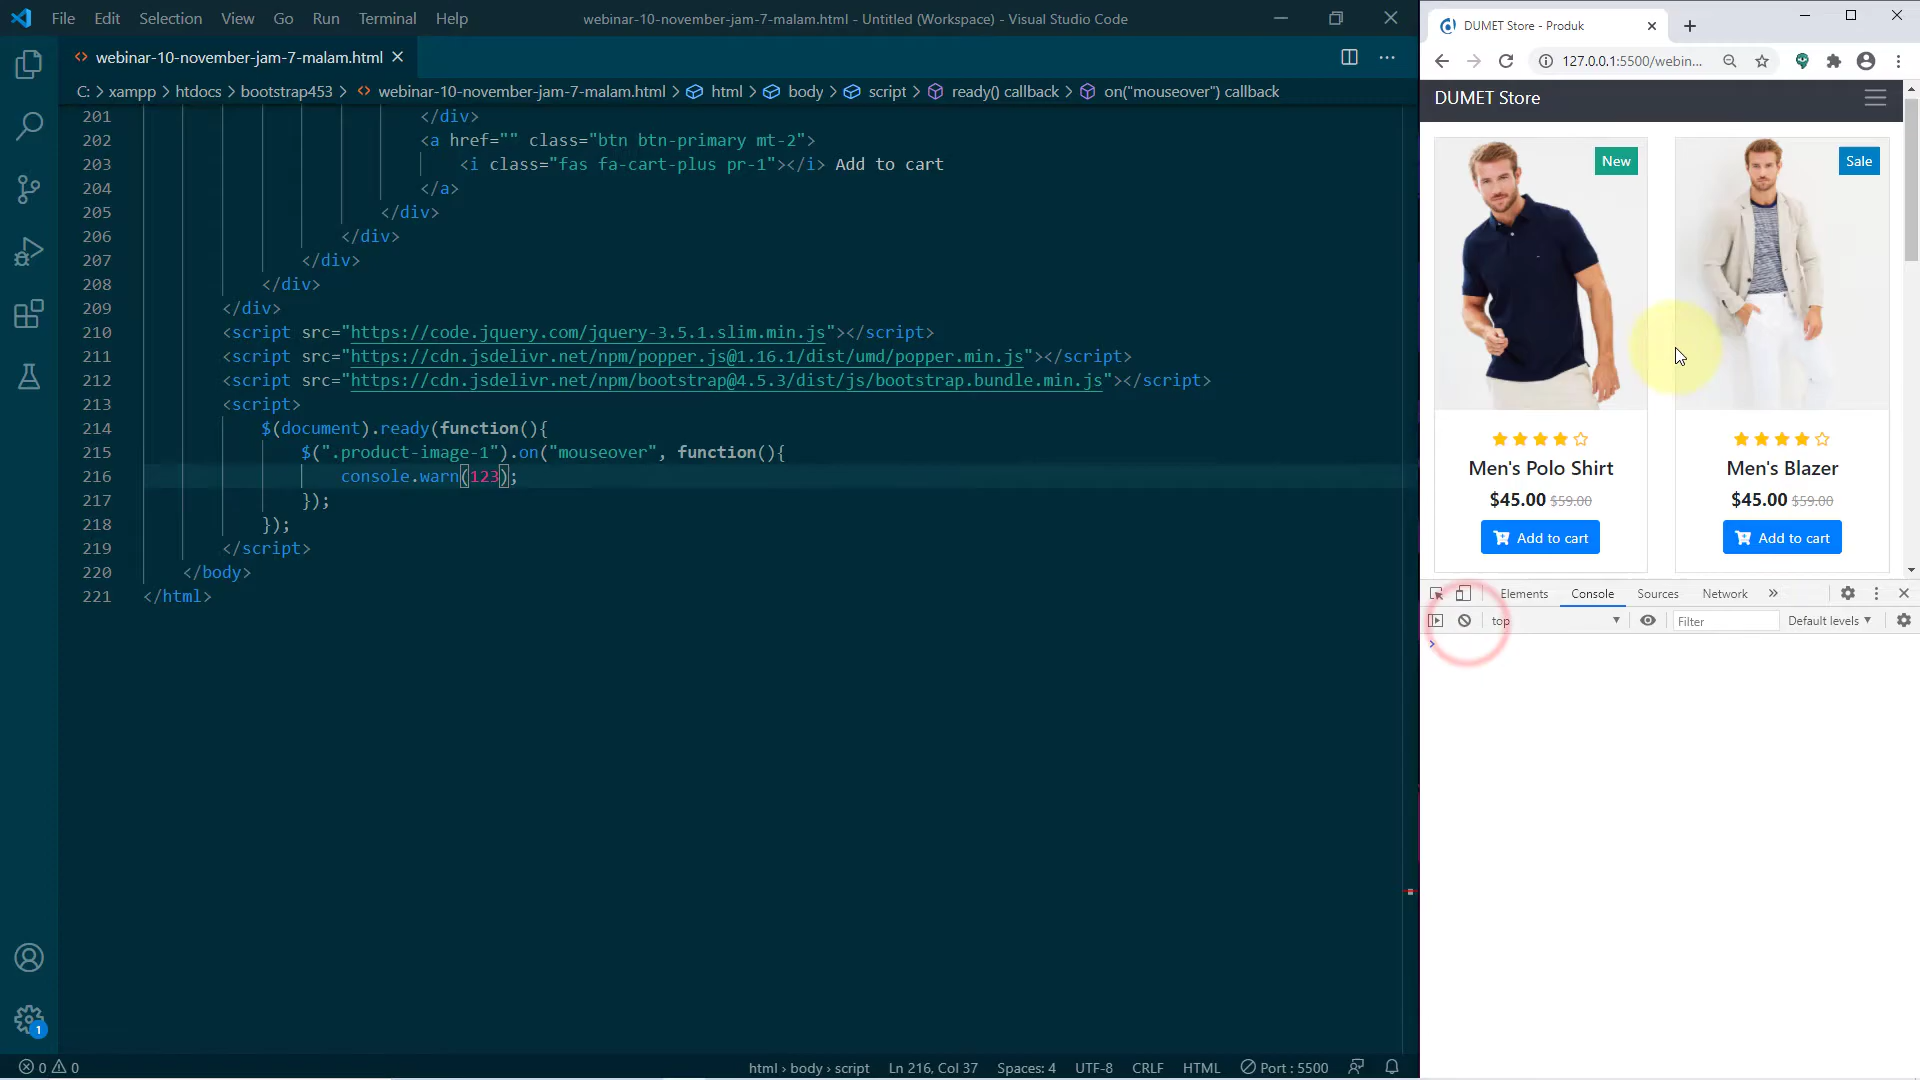 File Edit Selection View Go Run Terminal Help
webinar-10-november-jam-7-malam.html - Untitled (Workspace) - Visual Studio Code
webinar-10-november-jam-7-malam.html
C: > xampp > htdocs > bootstrap453 > webinar-10-november-jam-7-malam.html > html > body > script > ready() callback > on("mouseover") callback
201 </div>
202 <a href="" class="btn btn-primary mt-2">
203 <i class="fas fa-cart-plus pr-1"></i> Add to cart
204 </a>
205 </div>
206 </div>
207 </div>
208 </div>
209 </div>
210 <script src="https://code.jquery.com/jquery-3.5.1.slim.min.js"></script>
211 <script src="https://cdn.jsdelivr.net/npm/popper.js@1.16.1/dist/umd/popper.min.js"></script>
212 <script src="https://cdn.jsdelivr.net/npm/bootstrap@4.5.3/dist/js/bootstrap.bundle.min.js"></script>
213 <script>
214 $(document).ready(function(){
215 $(".product-image-1").on("mouseover", function(){
216 console.warn(123);
217 });
218 });
219 </script>
220 </body>
221 </html>
1
0 0
html › body › script Ln 216, Col 37 Spaces: 4 UTF-8 CRLF HTML Port : 5500
DUMET Store - Produk
127.0.0.1:5500/webin...
DUMET Store
New
Sale
Men's Polo Shirt
$45.00 $59.00
Add to cart
Men's Blazer
$45.00 $59.00
Add to cart
Elements Console Sources Network »
top Filter Default levels